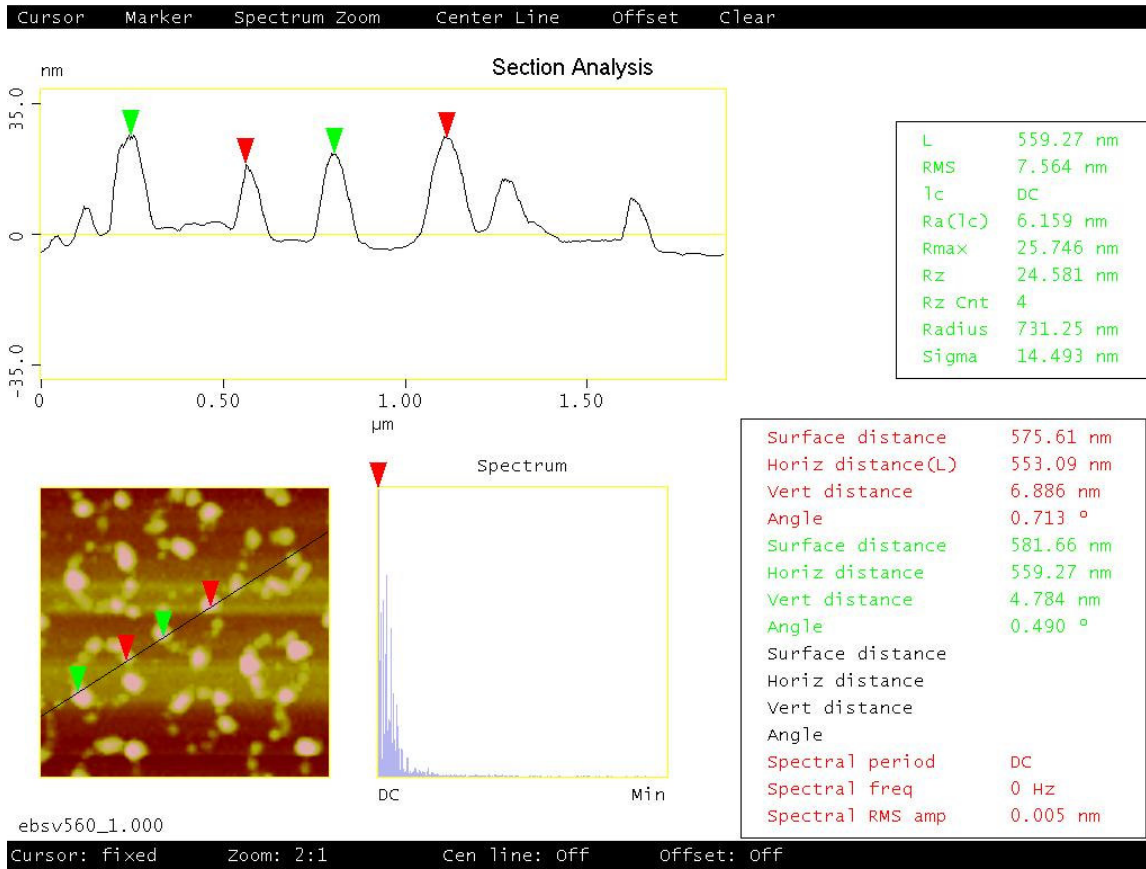 Cursor Marker Spectrum Zoom Center Line Offset Clear
Section Analysis
nm
35.0
0
-35.0
0 0.50 1.00 1.50
µm
L 559.27 nm
RMS 7.564 nm
lc DC
Ra(lc) 6.159 nm
Rmax 25.746 nm
Rz 24.581 nm
Rz Cnt 4
Radius 731.25 nm
Sigma 14.493 nm
Spectrum
DC Min
Surface distance 575.61 nm
Horiz distance(L) 553.09 nm
Vert distance 6.886 nm
Angle 0.713 º
Surface distance 581.66 nm
Horiz distance 559.27 nm
Vert distance 4.784 nm
Angle 0.490 º
Surface distance
Horiz distance
Vert distance
Angle
Spectral period DC
Spectral freq 0 Hz
Spectral RMS amp 0.005 nm
ebsv560_1.000
Cursor: fixed Zoom: 2:1 Cen line: Off Offset: Off